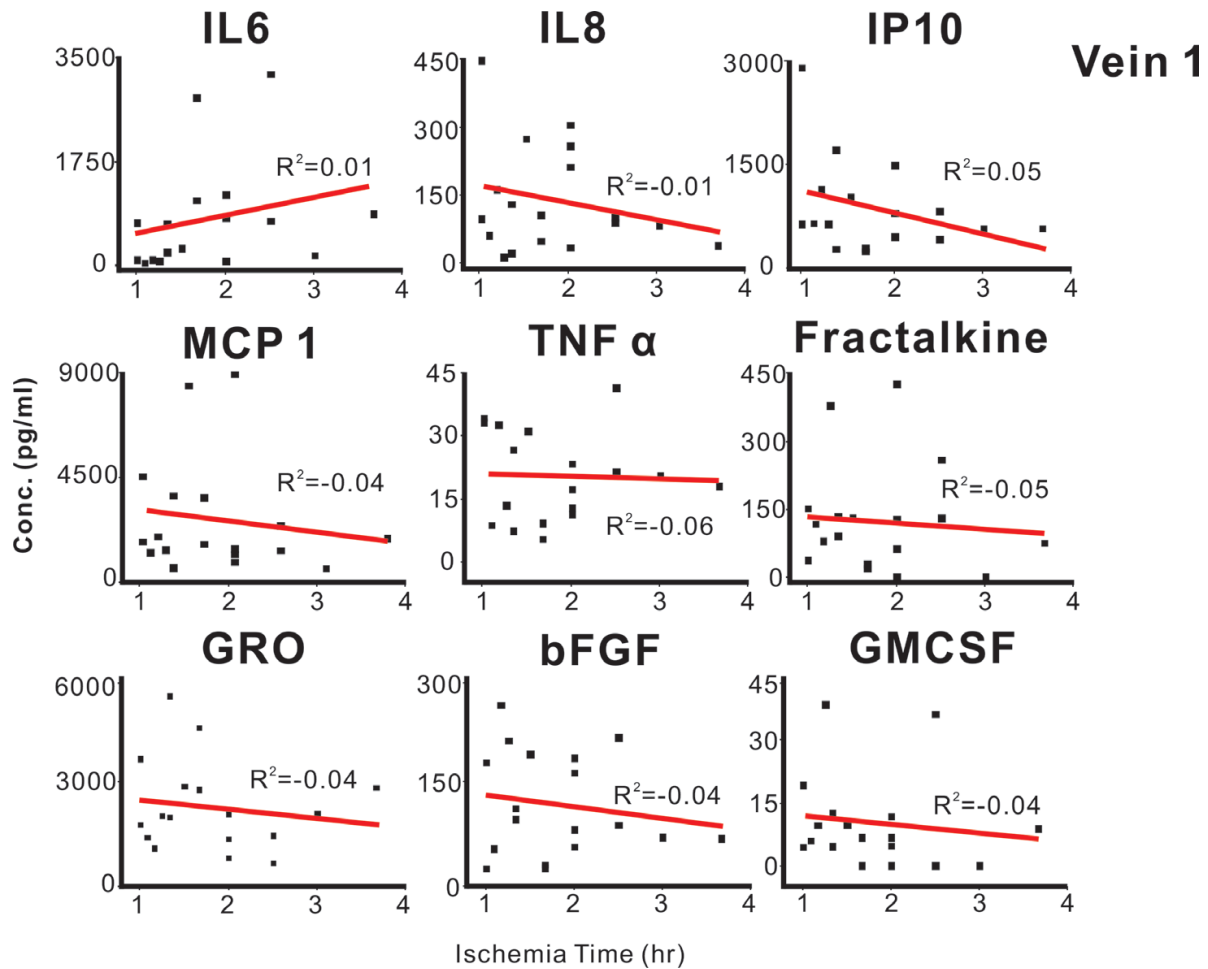 IL6
IL8
IP10
Vein 1
3500
1750
0
R²=0.01
1 2 3 4
450
300
150
0
R²=-0.01
1 2 3 4
3000
1500
0
R²=0.05
1 2 3 4
Conc. (pg/ml)
MCP 1
TNF α
Fractalkine
9000
4500
0
R²=-0.04
1 2 3 4
45
30
15
0
R²=-0.06
1 2 3 4
450
300
150
0
R²=-0.05
1 2 3 4
GRO
bFGF
GMCSF
6000
3000
0
R²=-0.04
1 2 3 4
300
150
0
R²=-0.04
1 2 3 4
45
30
15
0
R²=-0.04
1 2 3 4
Ischemia Time (hr)